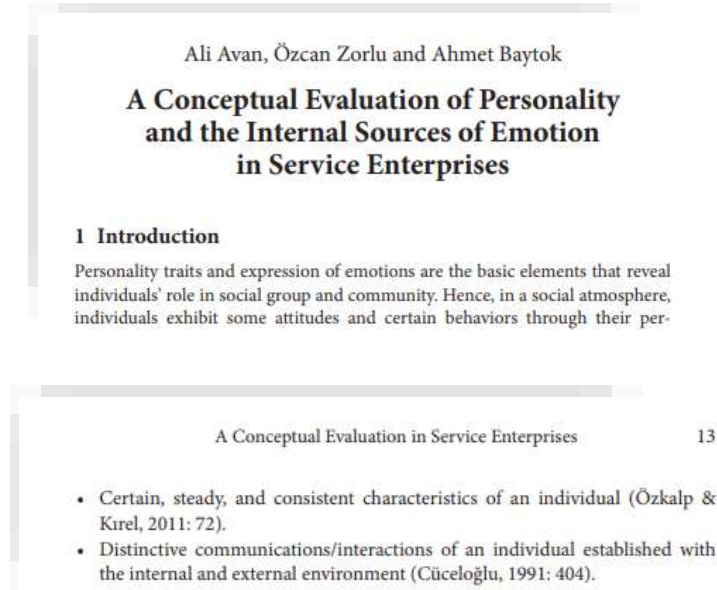 Ali Avan, Özcan Zorlu and Ahmet Baytok
A Conceptual Evaluation of Personality
and the Internal Sources of Emotion
in Service Enterprises
1 Introduction
Personality traits and expression of emotions are the basic elements that reveal
individuals' role in social group and community. Hence, in a social atmosphere,
individuals exhibit some attitudes and certain behaviors through their per-
A Conceptual Evaluation in Service Enterprises 13
• Certain, steady, and consistent characteristics of an individual (Özkalp &
Kırel, 2011: 72).
• Distinctive communications/interactions of an individual established with
the internal and external environment (Cüceloğlu, 1991: 404).